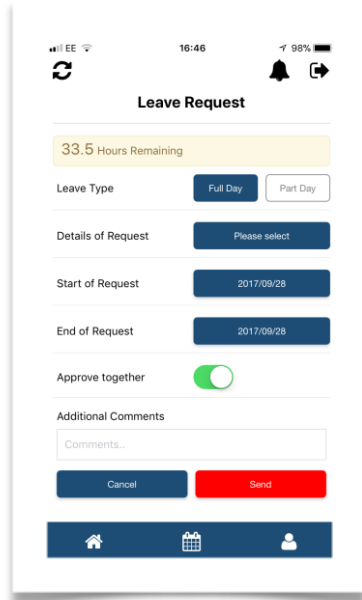 EE 16:46 98%
Leave Request
33.5 Hours Remaining
Leave Type Full Day Part Day
Details of Request Please select
Start of Request 2017/09/28
End of Request 2017/09/28
Approve together
Additional Comments
Comments..
Cancel Send